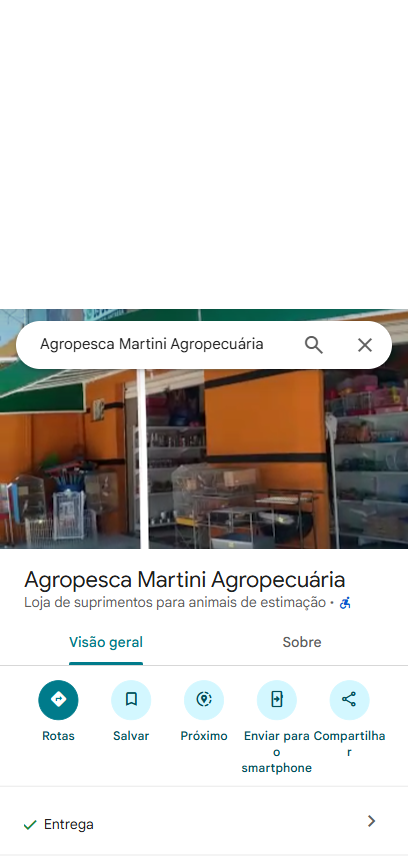 Agropesca Martini Agropecuária
Agropesca Martini Agropecuária
Loja de suprimentos para animais de estimação ·
Visão geral
Sobre
Rotas
Salvar
Próximo
Enviar para
o
smartphone
Compartilha
r
Entrega